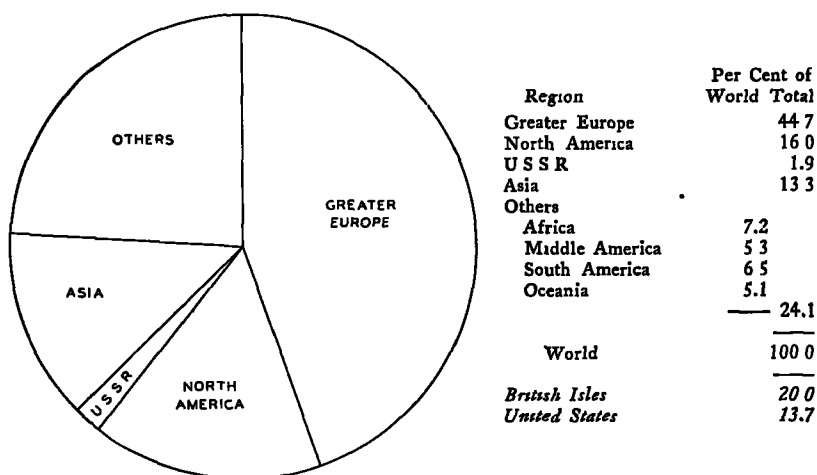 OTHERS
GREATER
EUROPE
ASIA
USSR
NORTH
AMERICA
Per Cent of
Region World Total
Greater Europe 44 7
North America 16 0
U S S R 1.9
Asia 13 3
Others
Africa 7.2
Middle America 5 3
South America 6 5
Oceania 5.1
24.1
World 100 0
British Isles 20 0
United States 13.7